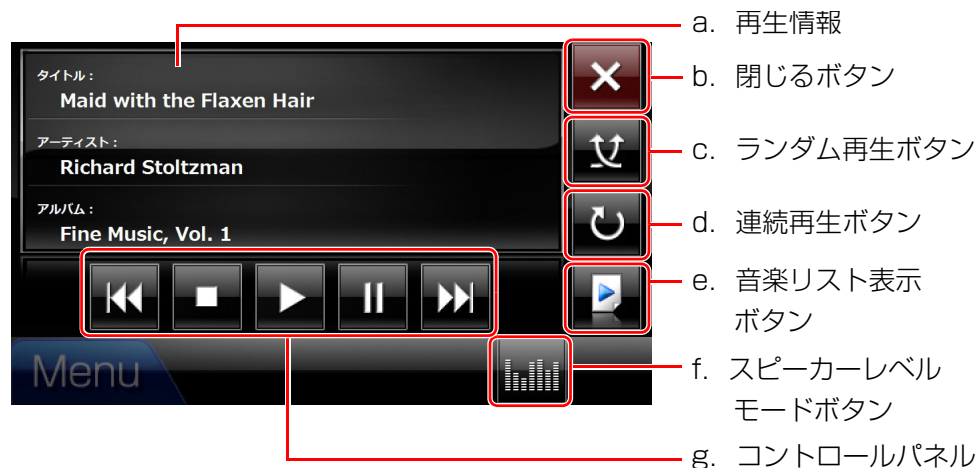 a. 再生情報
タイトル :
Maid with the Flaxen Hair
アーティスト :
Richard Stoltzman
アルバム :
Fine Music, Vol. 1
Menu
b. 閉じるボタン
c. ランダム再生ボタン
d. 連続再生ボタン
e. 音楽リスト表示
ボタン
f. スピーカーレベル
モードボタン
g. コントロールパネル